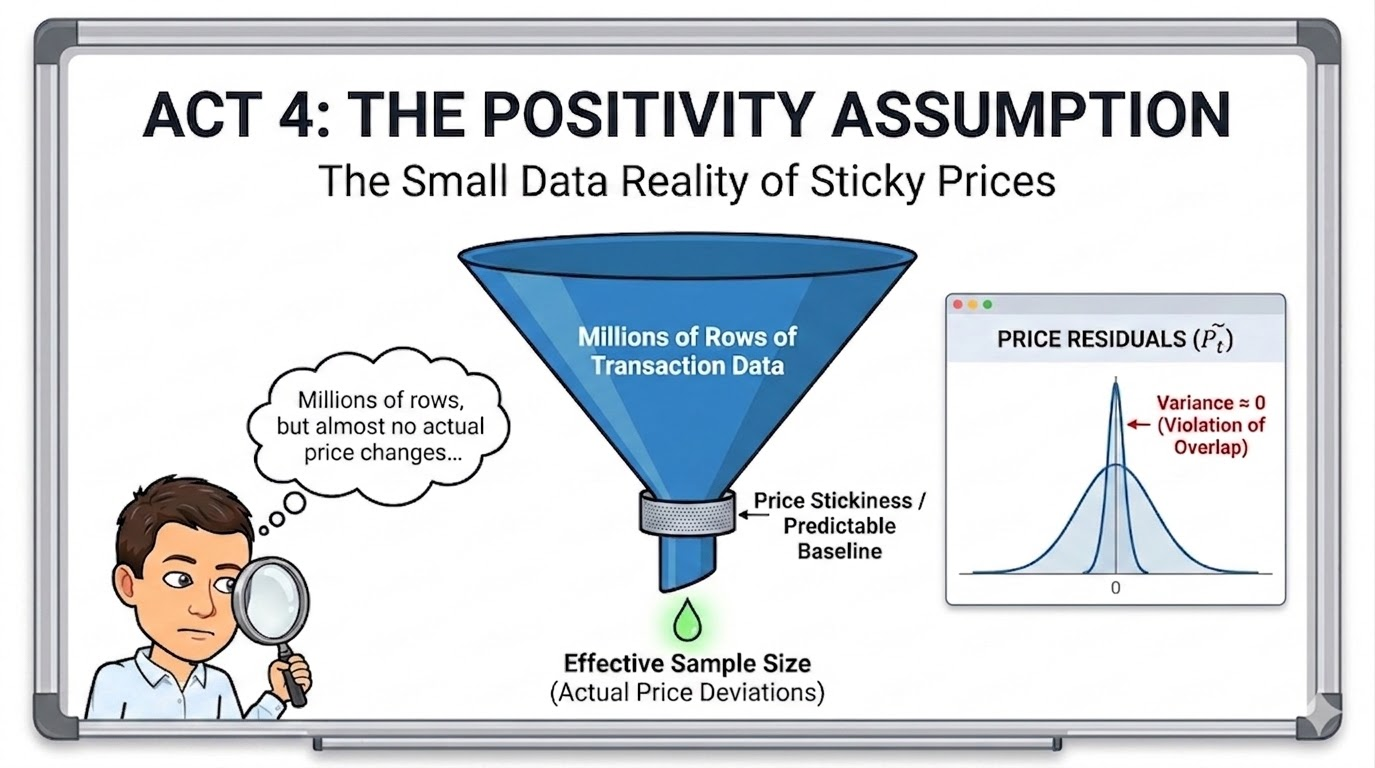 ACT 4: THE POSITIVITY ASSUMPTION
The Small Data Reality of Sticky Prices
Millions of rows,
but almost no actual
price changes...
Millions of Rows of
Transaction Data
Price Stickiness /
Predictable
Baseline
Effective Sample Size
(Actual Price Deviations)
PRICE RESIDUALS (P̃_t)
Variance ≈ 0
(Violation of
Overlap)
0